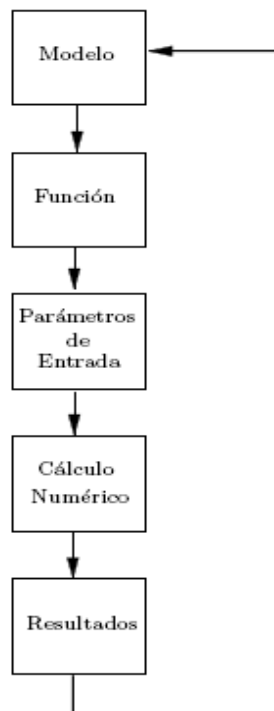 Modelo
Función
Parámetros
de
Entrada
Cálculo
Numérico
Resultados